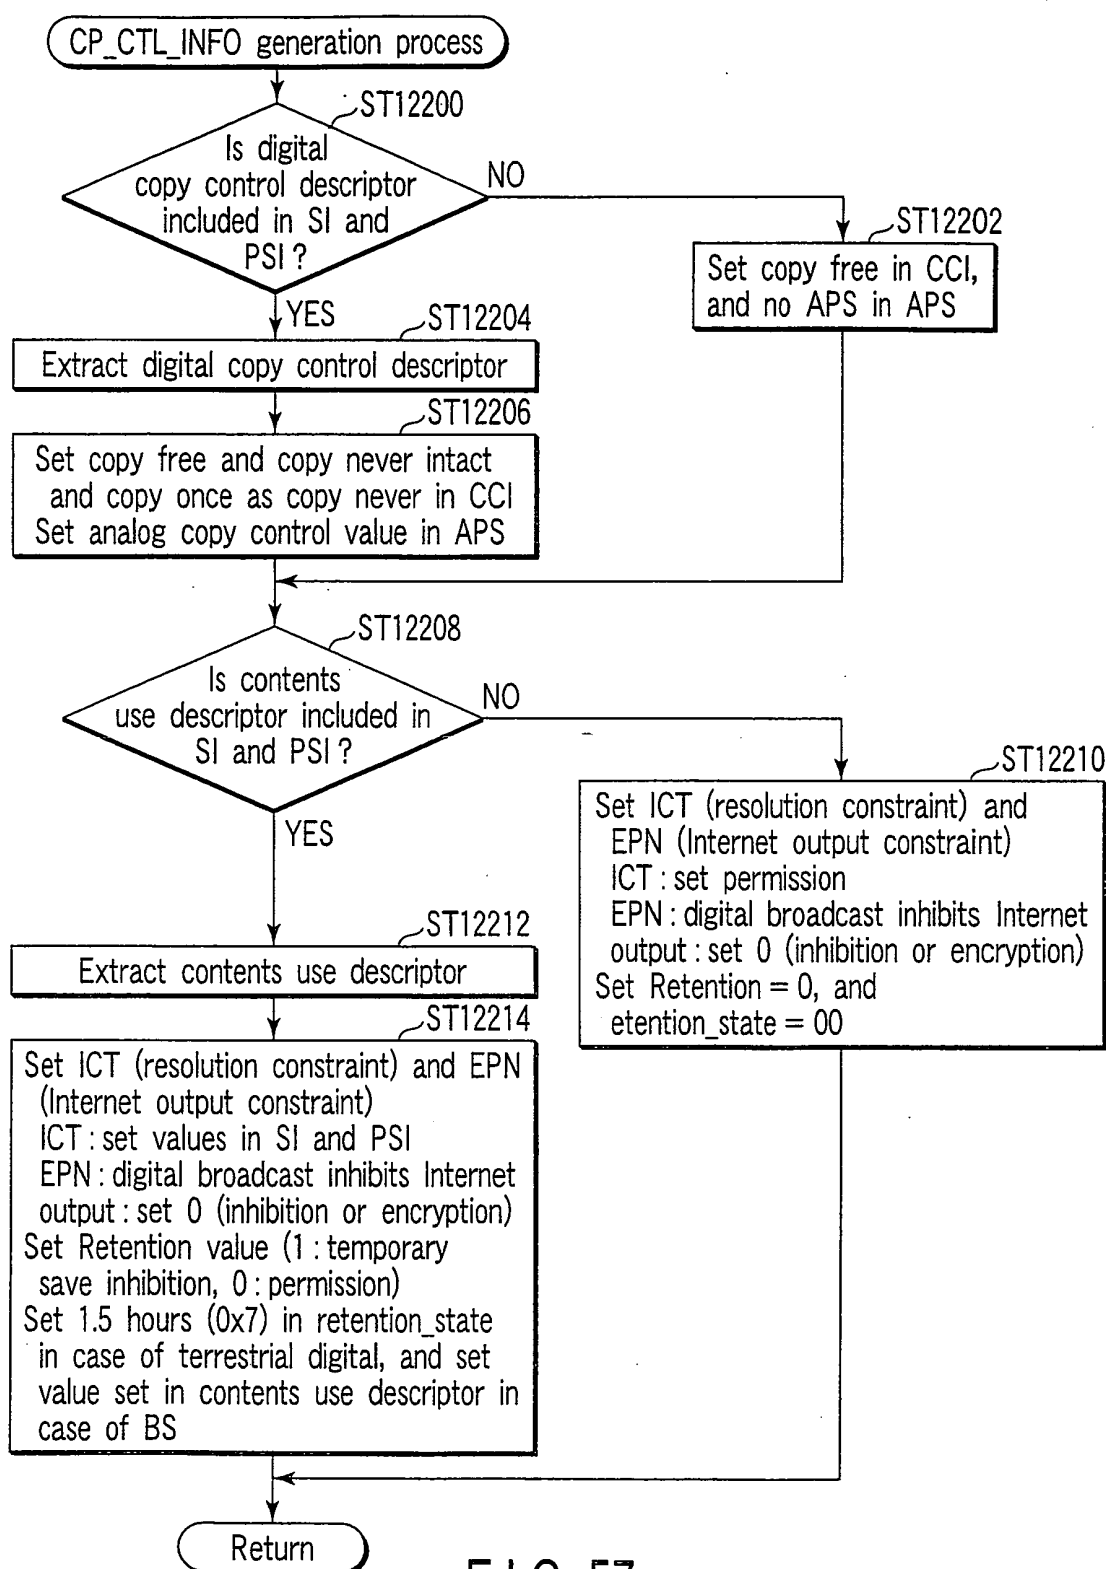 CP_CTL_INFO generation process
ST12200
Is digital
copy control descriptor
included in SI and
PSI ?
NO
YES
ST12202
Set copy free in CCI,
and no APS in APS
ST12204
Extract digital copy control descriptor
ST12206
Set copy free and copy never intact
and copy once as copy never in CCI
Set analog copy control value in APS
ST12208
Is contents
use descriptor included in
SI and PSI ?
NO
YES
ST12210
Set ICT (resolution constraint) and
EPN (Internet output constraint)
ICT : set permission
EPN : digital broadcast inhibits Internet
output : set 0 (inhibition or encryption)
Set Retention = 0, and
etention_state = 00
ST12212
Extract contents use descriptor
ST12214
Set ICT (resolution constraint) and EPN
(Internet output constraint)
ICT : set values in SI and PSI
EPN : digital broadcast inhibits Internet
output : set 0 (inhibition or encryption)
Set Retention value (1 : temporary
save inhibition, 0 : permission)
Set 1.5 hours (0x7) in retention_state
in case of terrestrial digital, and set
value set in contents use descriptor in
case of BS
Return